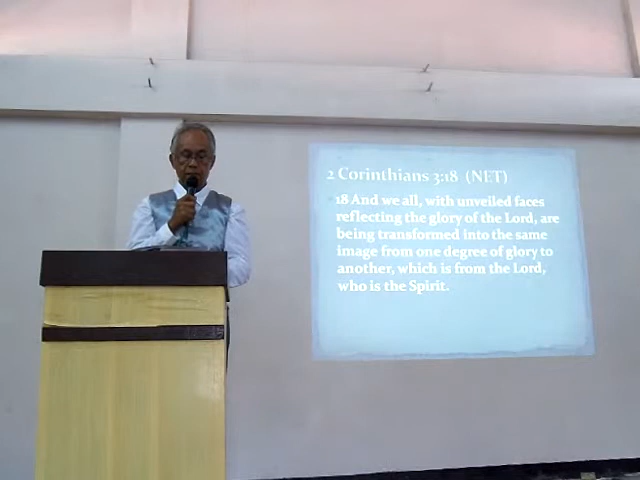 2 Corinthians 3:18 (NET)
18 And we all, with unveiled faces
reflecting the glory of the Lord, are
being transformed into the same
image from one degree of glory to
another, which is from the Lord,
who is the Spirit.